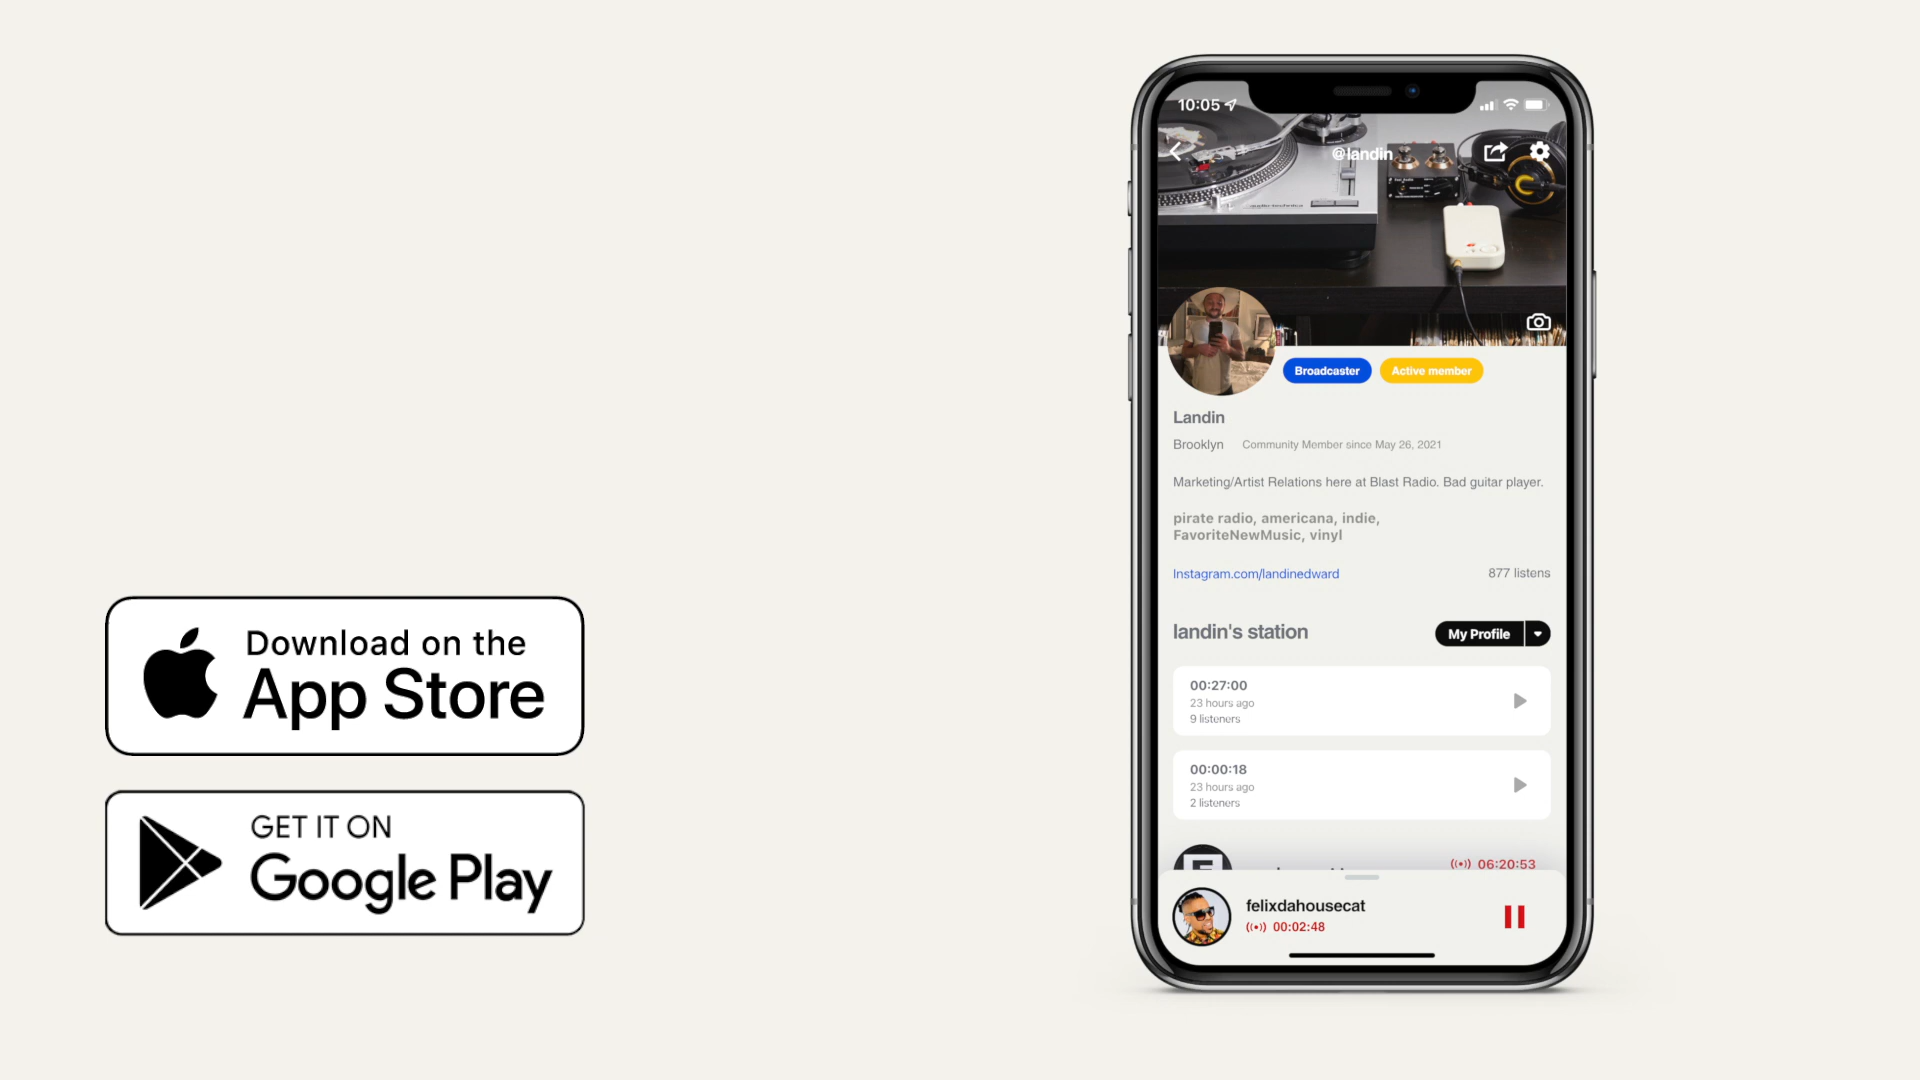 Download on the
App Store
GET IT ON
Google Play
10:05
@landin
audio-technica
Broadcaster
Active member
Landin
Brooklyn Community Member since May 26, 2021
Marketing/Artist Relations here at Blast Radio. Bad guitar player.
pirate radio, americana, indie,
FavoriteNewMusic, vinyl
Instagram.com/landinedward 877 listens
landin's station My Profile
00:27:00
23 hours ago
9 listeners
00:00:18
23 hours ago
2 listeners
06:20:53
felixdahousecat
00:02:48